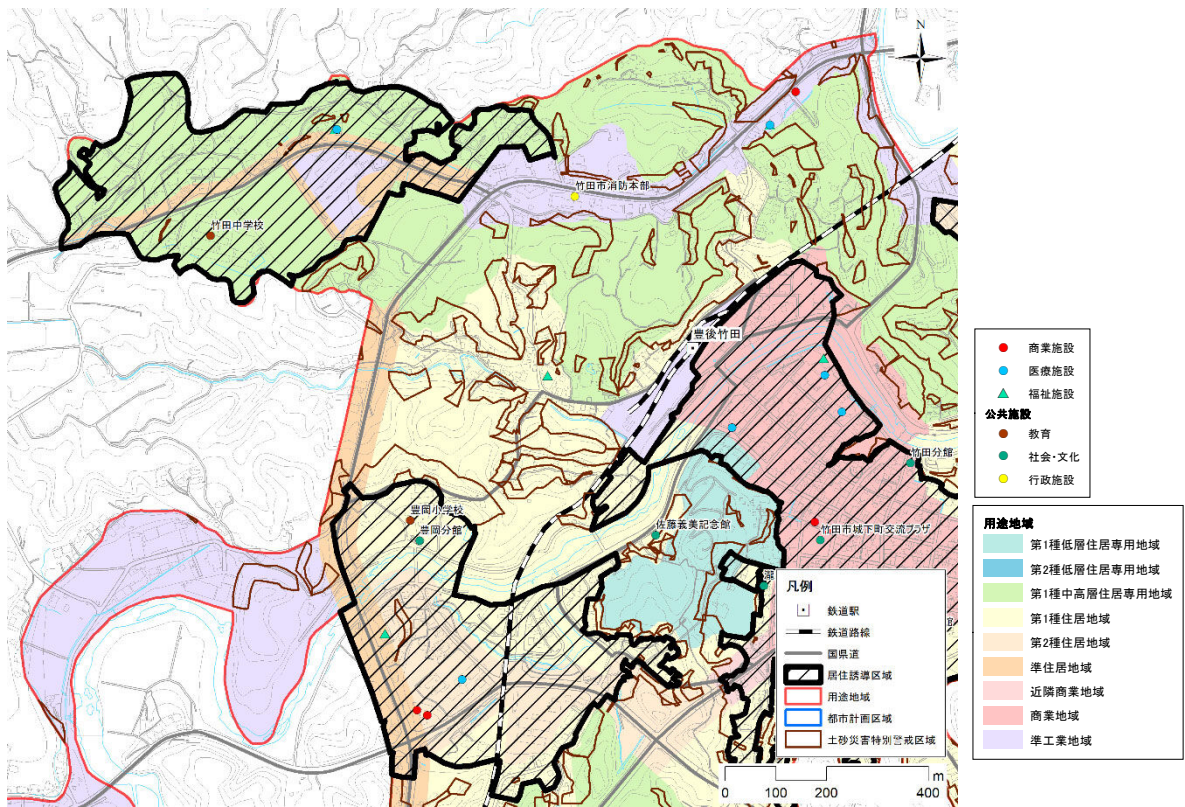 N
竹田市消防本部
竹田中学校
豊後竹田
竹田分館
豊岡小学校
豊岡分館
佐藤義美記念館
竹田市城下町交流プラザ
凡例
鉄道駅
鉄道路線
国県道
居住誘導区域
用途地域
都市計画区域
土砂災害特別警戒区域
0 100 200 400 m
商業施設
医療施設
福祉施設
公共施設
教育
社会・文化
行政施設
用途地域
第1種低層住居専用地域
第2種低層住居専用地域
第1種中高層住居専用地域
第1種住居地域
第2種住居地域
準住居地域
近隣商業地域
商業地域
準工業地域